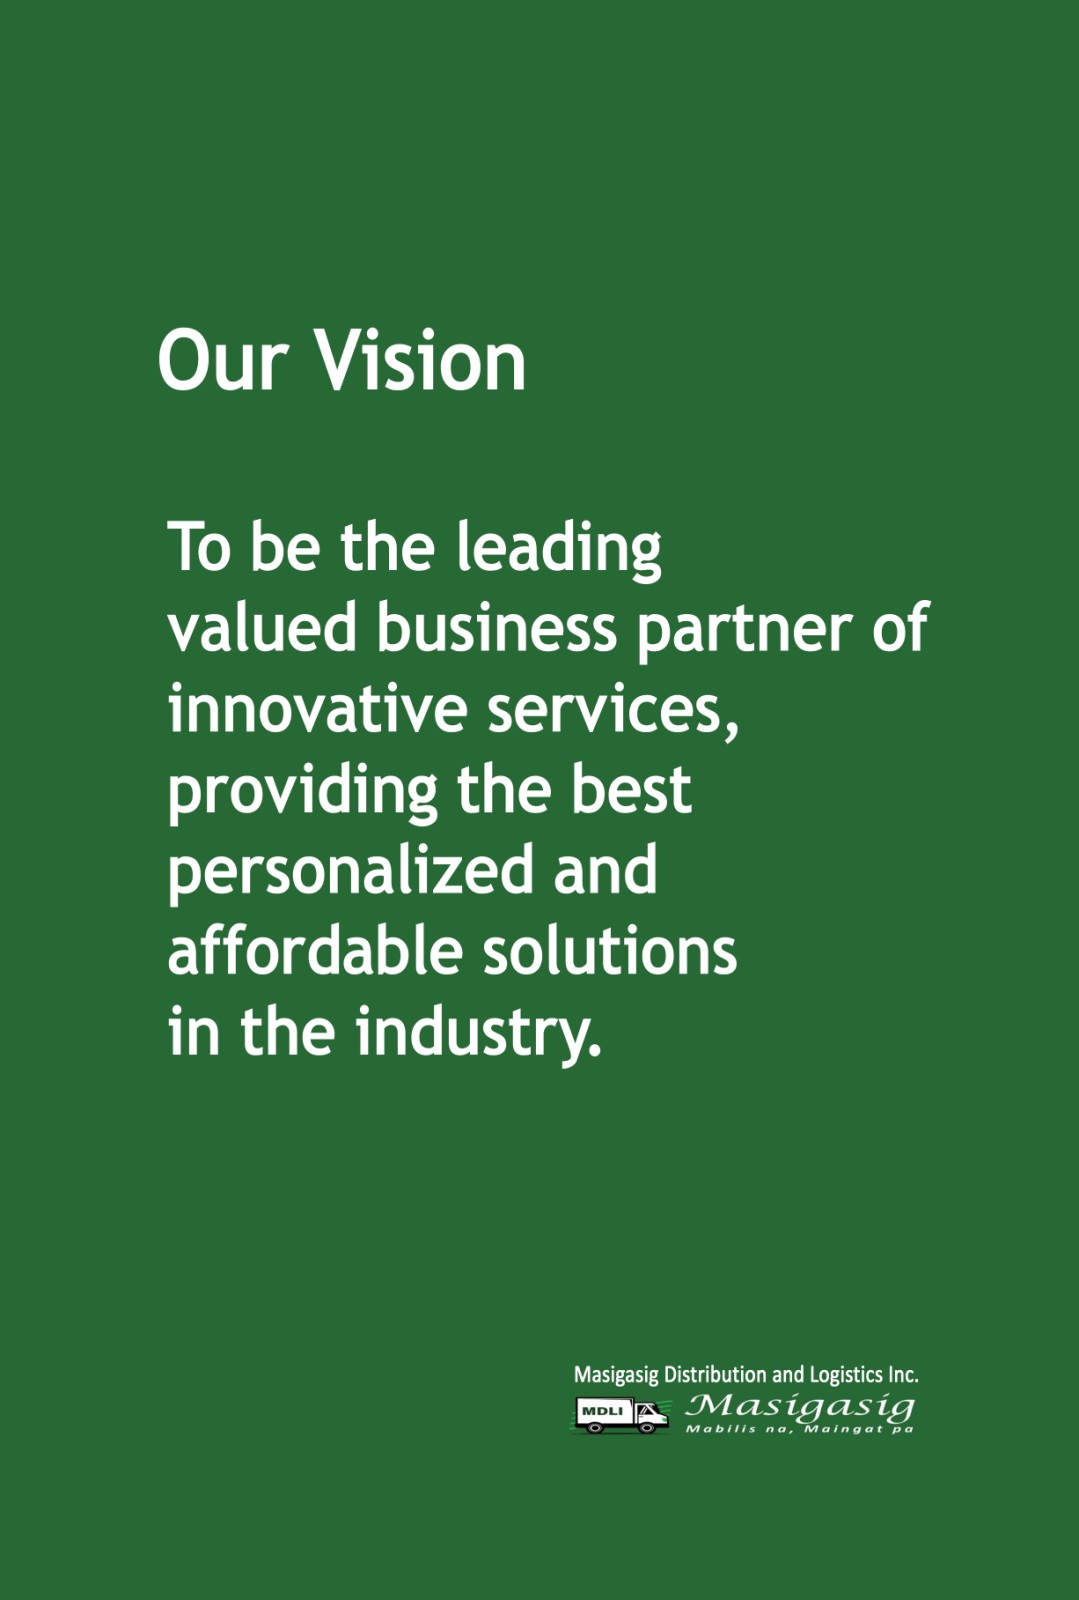 Our Vision
To be the leading
valued business partner of
innovative services,
providing the best
personalized and
affordable solutions
in the industry.
Masigasig Distribution and Logistics Inc.
MDLI
Masigasig
Mabilis na, Maingat pa